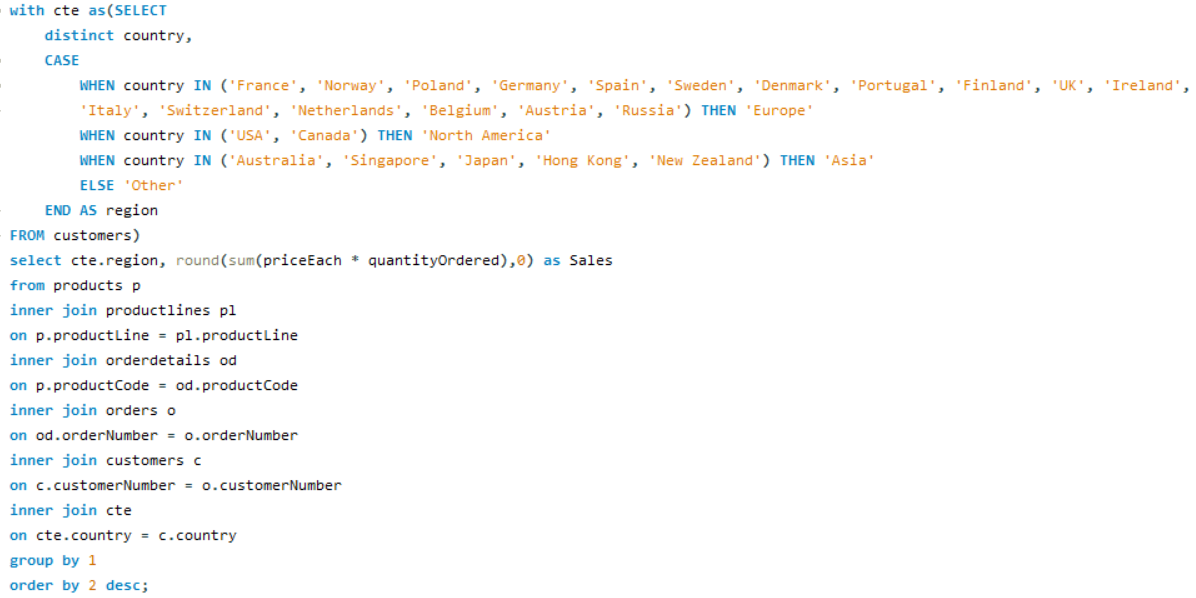 with cte as(SELECT
distinct country,
CASE
WHEN country IN ('France', 'Norway', 'Poland', 'Germany', 'Spain', 'Sweden', 'Denmark', 'Portugal', 'Finland', 'UK', 'Ireland',
'Italy', 'Switzerland', 'Netherlands', 'Belgium', 'Austria', 'Russia') THEN 'Europe'
WHEN country IN ('USA', 'Canada') THEN 'North America'
WHEN country IN ('Australia', 'Singapore', 'Japan', 'Hong Kong', 'New Zealand') THEN 'Asia'
ELSE 'Other'
END AS region
FROM customers)
select cte.region, round(sum(priceEach * quantityOrdered),0) as Sales
from products p
inner join productlines pl
on p.productLine = pl.productLine
inner join orderdetails od
on p.productCode = od.productCode
inner join orders o
on od.orderNumber = o.orderNumber
inner join customers c
on c.customerNumber = o.customerNumber
inner join cte
on cte.country = c.country
group by 1
order by 2 desc;